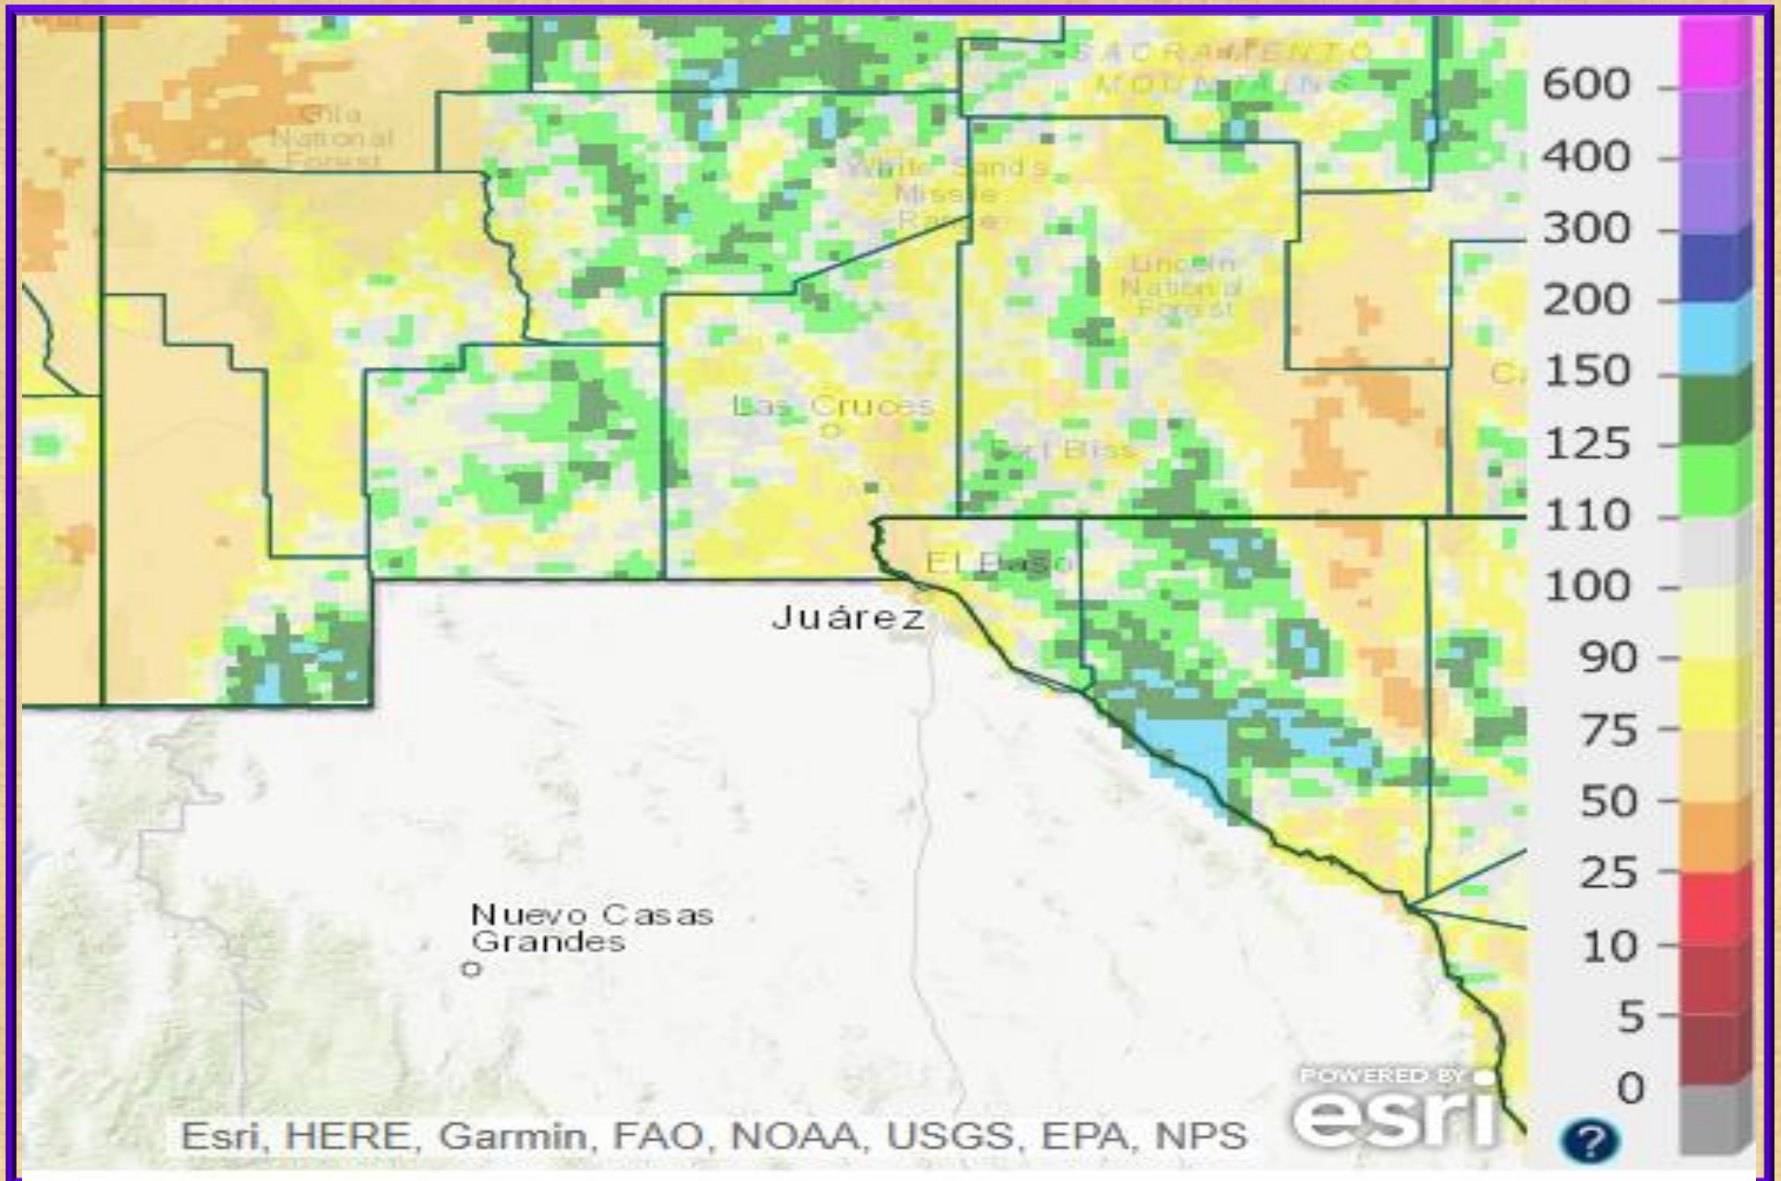 SACRAMENTO
MOUNTAINS
Gila
National
Forest
White Sands
Missile
Range
Lincoln
National
Forest
Las Cruces
Fort Bliss
El Paso
Juárez
Nuevo Casas
Grandes
600
400
300
200
150
125
110
100
90
75
50
25
10
5
0
POWERED BY
esri
Esri, HERE, Garmin, FAO, NOAA, USGS, EPA, NPS
?